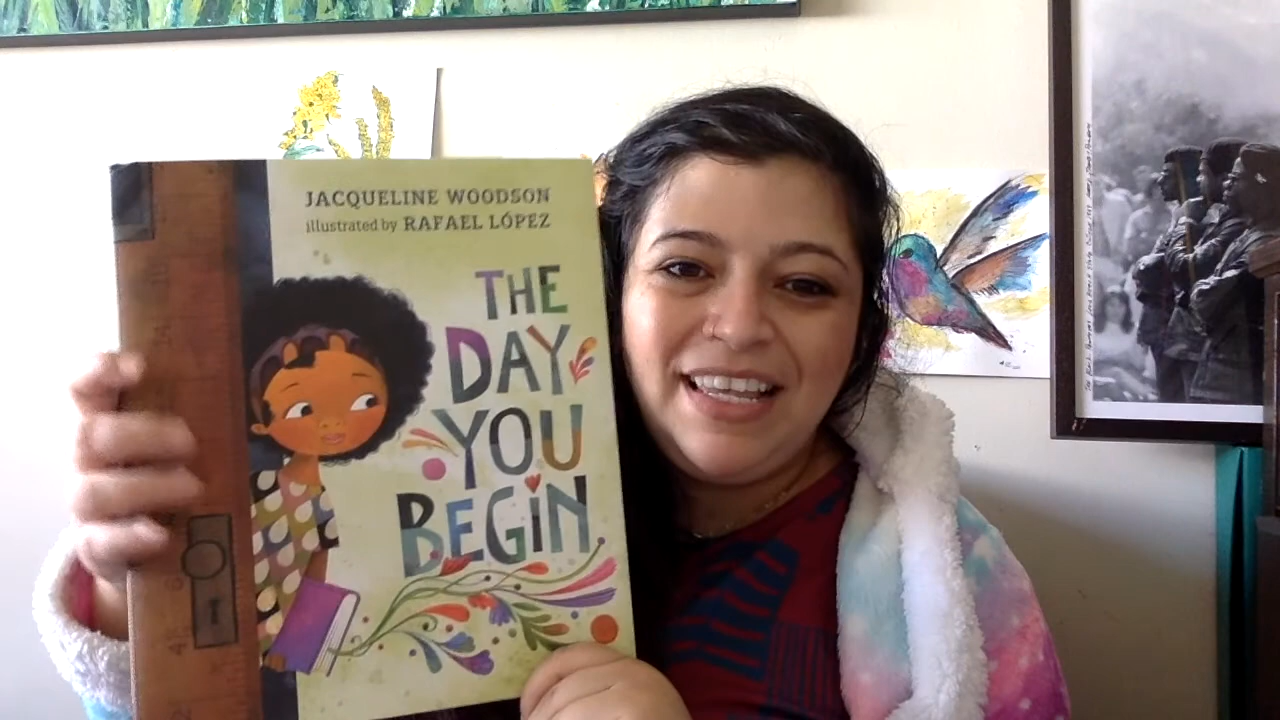 JACQUELINE WOODSON
illustrated by RAFAEL LÓPEZ
THE
DAY
YOU
BEGiN